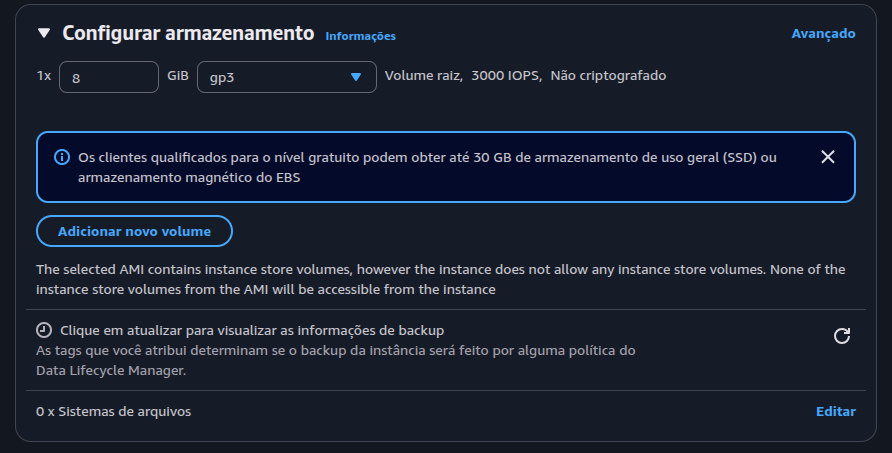 Configurar armazenamento Informações Avançado
1x 8 GiB gp3 Volume raiz, 3000 IOPS, Não criptografado
Os clientes qualificados para o nível gratuito podem obter até 30 GB de armazenamento de uso geral (SSD) ou
armazenamento magnético do EBS
Adicionar novo volume
The selected AMI contains instance store volumes, however the instance does not allow any instance store volumes. None of the
instance store volumes from the AMI will be accessible from the instance
Clique em atualizar para visualizar as informações de backup
As tags que você atribui determinam se o backup da instância será feito por alguma política do
Data Lifecycle Manager.
0 x Sistemas de arquivos Editar